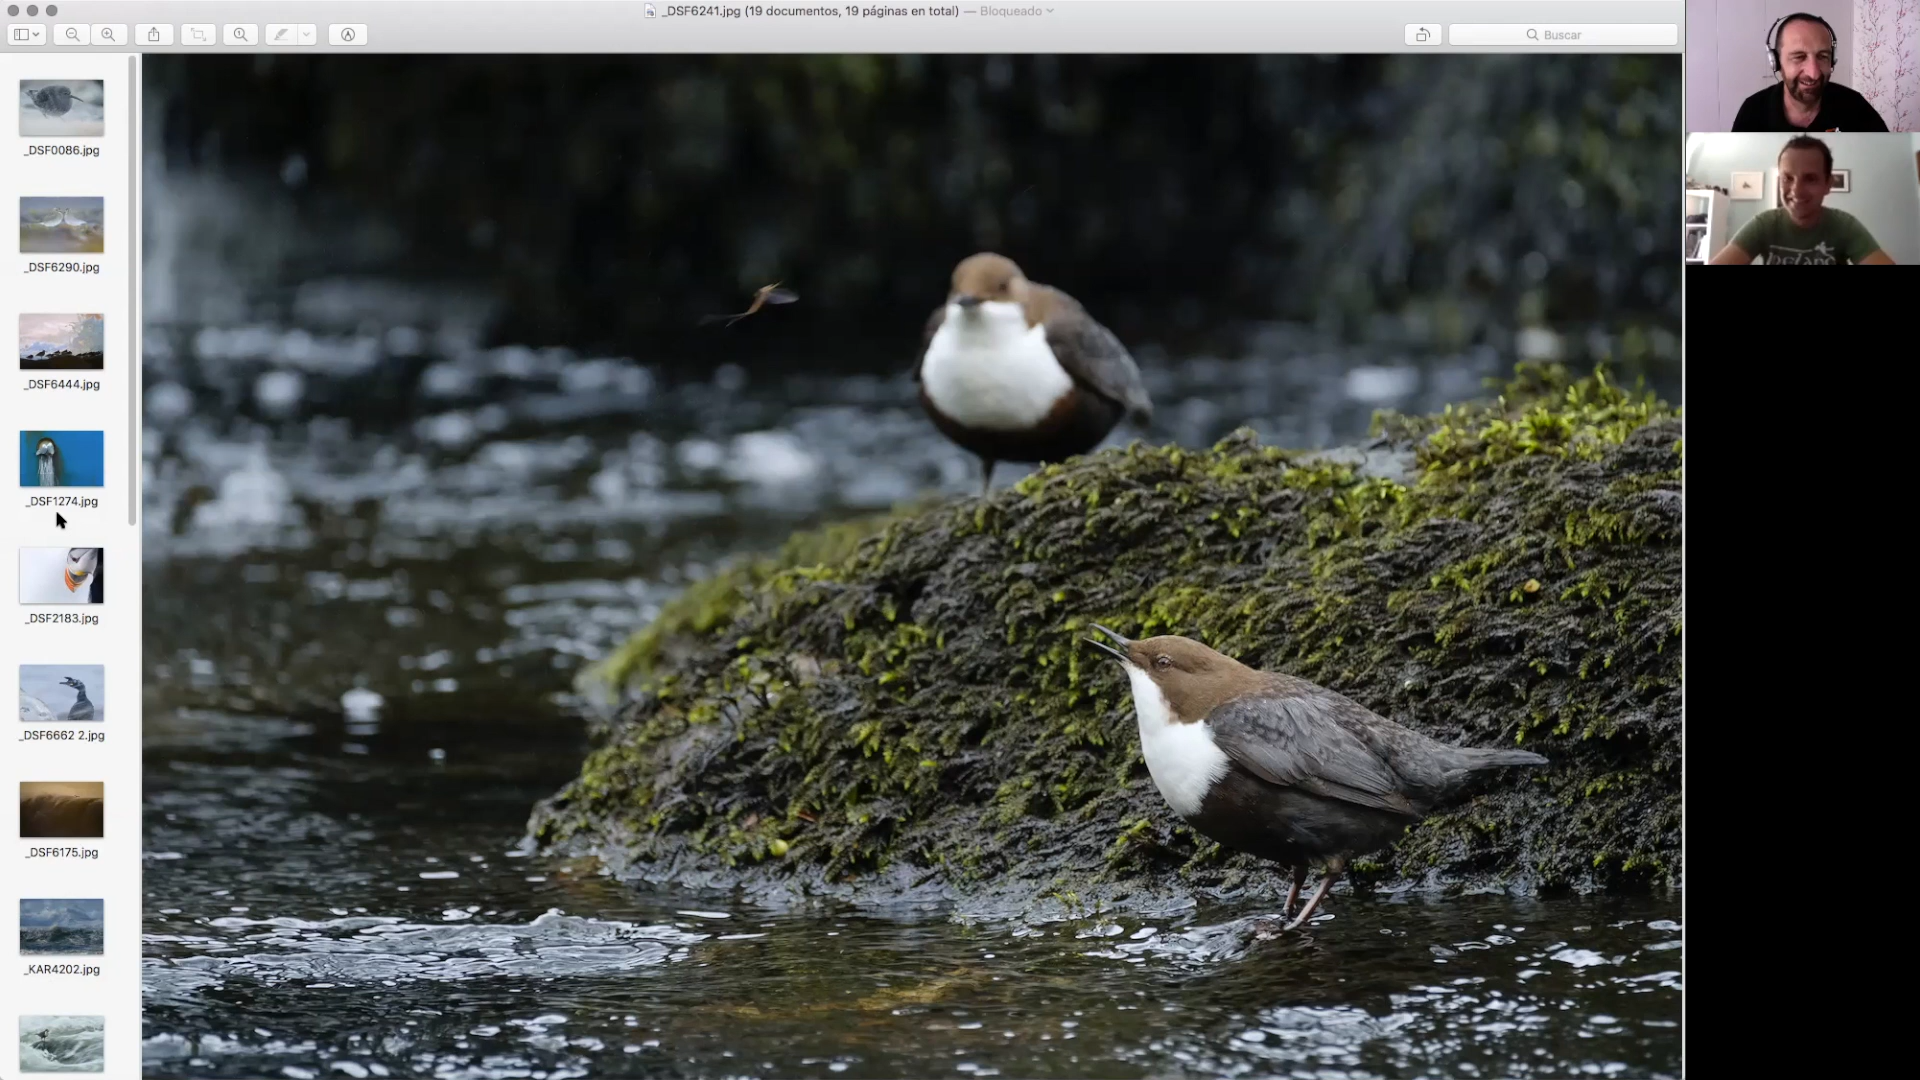 _DSF6241.jpg (19 documentos, 19 páginas en total) — Bloqueado
Buscar
_DSF0086.jpg
_DSF6290.jpg
_DSF6444.jpg
_DSF1274.jpg
_DSF2183.jpg
_DSF6662 2.jpg
_DSF6175.jpg
_KAR4202.jpg